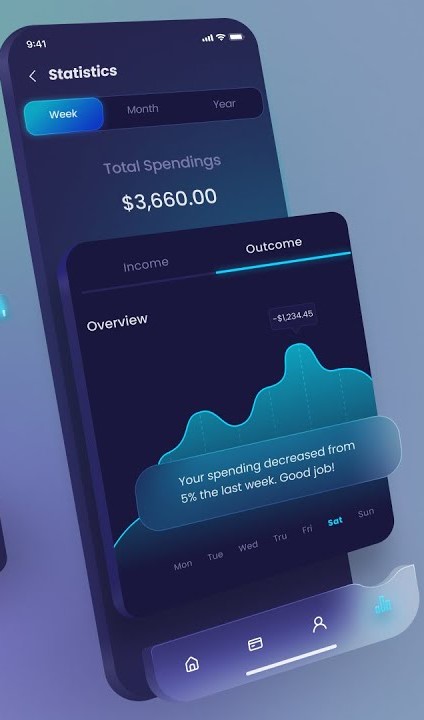 9:41
Statistics
Week Month Year
Total Spendings
$3,660.00
Income Outcome
Overview
-$1,234.45
Your spending decreased from
5% the last week. Good job!
Mon Tue Wed Tru Fri Sat Sun